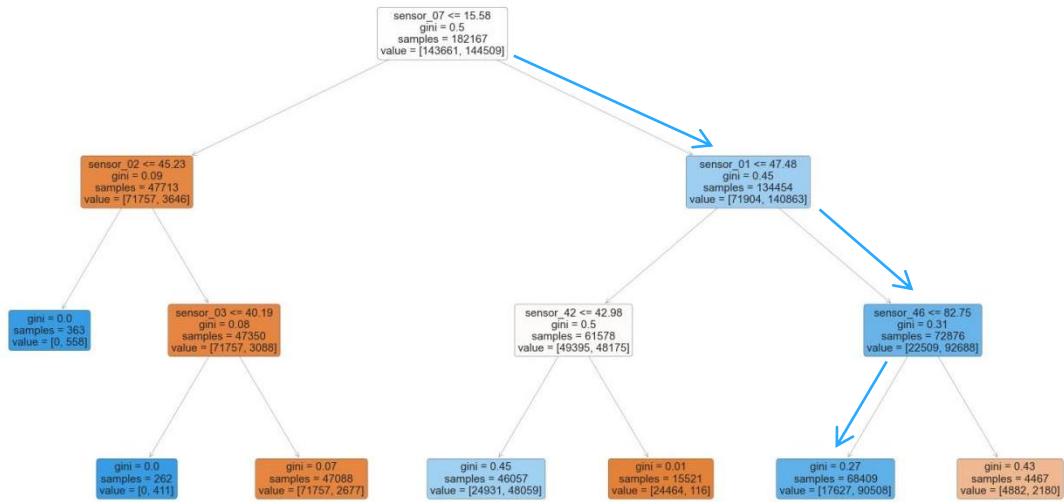 sensor_07 <= 15.58
gini = 0.5
samples = 182167
value = [143661, 144509]
sensor_02 <= 45.23
gini = 0.09
samples = 47713
value = [71757, 3646]
sensor_01 <= 47.48
gini = 0.45
samples = 134454
value = [71904, 140863]
gini = 0.0
samples = 363
value = [0, 558]
sensor_03 <= 40.19
gini = 0.08
samples = 47350
value = [71757, 3088]
sensor_42 <= 42.98
gini = 0.5
samples = 61578
value = [49395, 48175]
sensor_46 <= 82.75
gini = 0.31
samples = 72876
value = [22509, 92688]
gini = 0.0
samples = 262
value = [0, 411]
gini = 0.07
samples = 47088
value = [71757, 2677]
gini = 0.45
samples = 46057
value = [24931, 48059]
gini = 0.01
samples = 15521
value = [24464, 116]
gini = 0.27
samples = 68409
value = [17627, 90508]
gini = 0.43
samples = 4467
value = [4882, 2180]